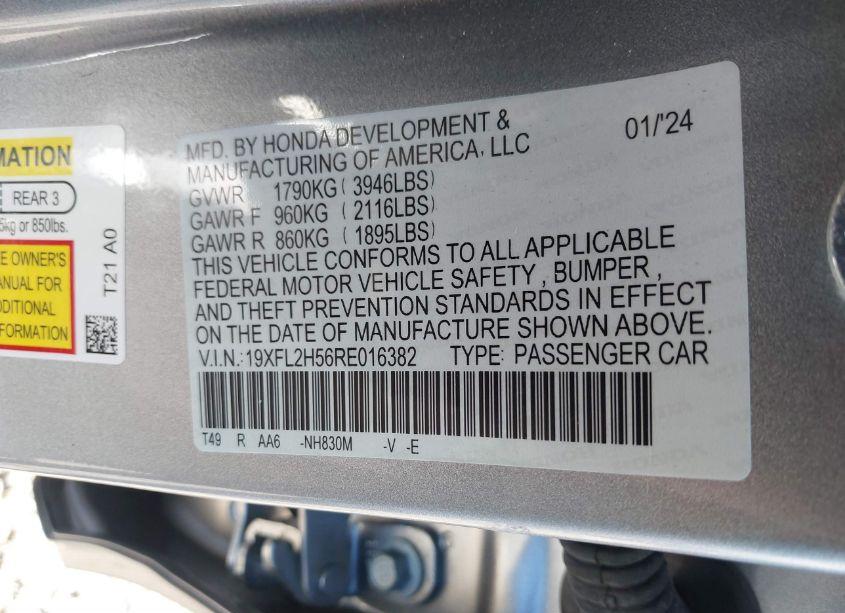 MATION
REAR 3
5kg or 850lbs.
E OWNER'S
ANUAL FOR
DDITIONAL
FORMATION
T21 A0
MFD. BY HONDA DEVELOPMENT &
MANUFACTURING OF AMERICA, LLC
01/'24
GVWR 1790KG ( 3946LBS)
GAWR F 960KG ( 2116LBS)
GAWR R 860KG ( 1895LBS)
THIS VEHICLE CONFORMS TO ALL APPLICABLE
FEDERAL MOTOR VEHICLE SAFETY , BUMPER ,
AND THEFT PREVENTION STANDARDS IN EFFECT
ON THE DATE OF MANUFACTURE SHOWN ABOVE.
V.I.N.:19XFL2H56RE016382 TYPE: PASSENGER CAR
T49 R AA6 -NH830M -V -E